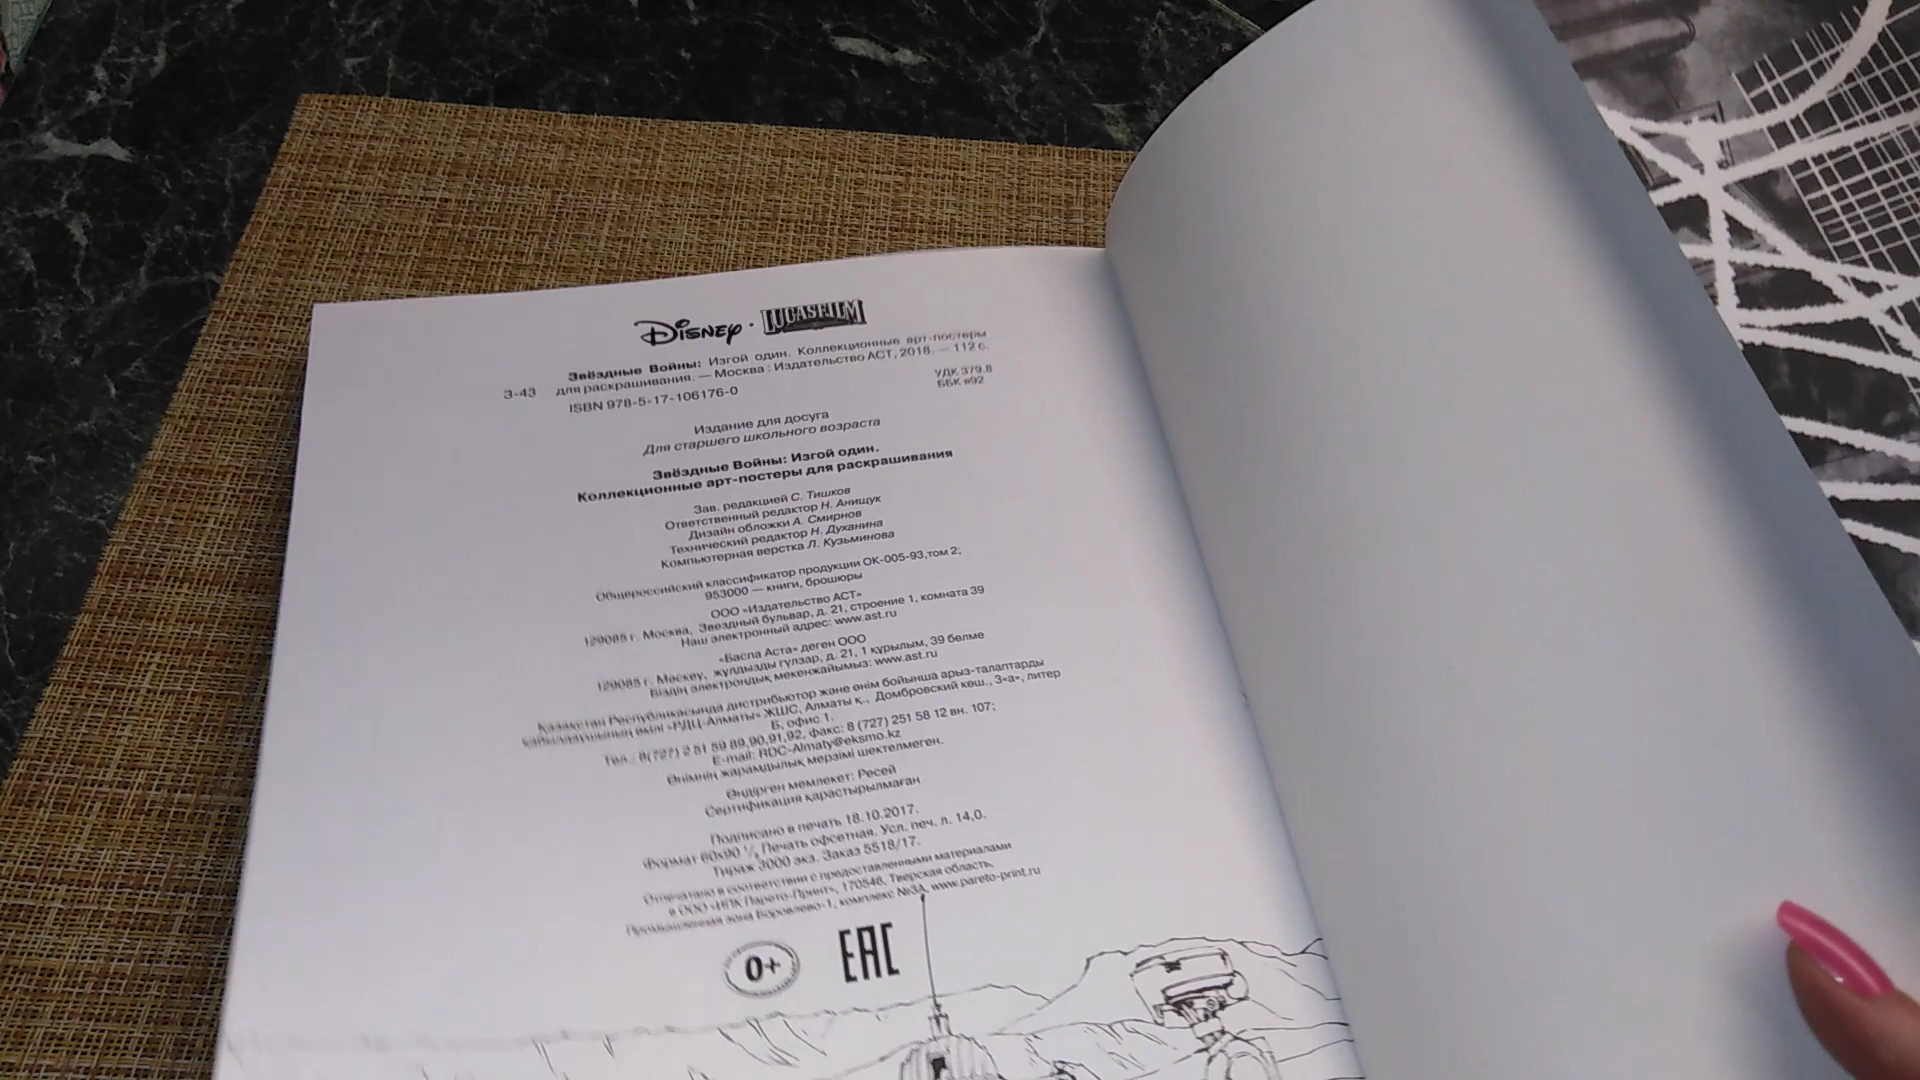 Disney · LUCASFILM
Звёздные Войны: Изгой один. Коллекционные арт-постеры
З-43 для раскрашивания. — Москва : Издательство АСТ, 2018. — 112 с.
ISBN 978-5-17-106176-0
УДК 379.8
ББК я92
Издание для досуга
Для старшего школьного возраста
Звёздные Войны: Изгой один.
Коллекционные арт-постеры для раскрашивания
Зав. редакцией С. Тишков
Ответственный редактор Н. Анищук
Дизайн обложки А. Смирнов
Технический редактор Н. Духанина
Компьютерная верстка Л. Кузьминова
Общероссийский классификатор продукции ОК-005-93,том 2;
953000 — книги, брошюры
ООО «Издательство АСТ»
129085 г. Москва, Звездный бульвар, д. 21, строение 1, комната 39
Наш электронный адрес: www.ast.ru
«Баспа Аста» деген ООО
129085 г. Мәскеу, жұлдызды гүлзар, д. 21, 1 құрылым, 39 бөлме
Біздің электрондық мекенжайымыз: www.ast.ru
Қазақстан Республикасында дистрибьютор және өнім бойынша арыз-талаптарды
қабылдаушының өкілі «РДЦ-Алматы» ЖШС, Алматы қ., Домбровский көш., 3«а», литер
Б, офис 1.
Тел.: 8(727) 2 51 59 89,90,91,92, факс: 8 (727) 251 58 12 вн. 107;
E-mail: RDC-Almaty@eksmo.kz
Өнімнің жарамдылық мерзімі шектелмеген.
Өндірген мемлекет: Ресей
Сертификация қарастырылмаған
Подписано в печать 18.10.2017.
Формат 60х90 Печать офсетная. Усл. печ. л. 14,0.
Тираж 3000 экз. Заказ 5518/17.
Отпечатано в соответствии с предоставленными материалами
в ООО «ИПК Парето-Принт», 170546, Тверская область,
Промышленная зона Боровлево-1, комплекс №3А, www.pareto-print.ru
0+ EAC